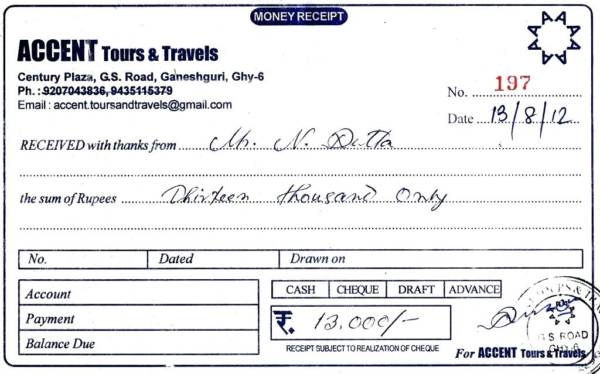 MONEY RECEIPT
ACCENT Tours & Travels
Century Plaza, G.S. Road, Ganeshguri, Ghy-6
Ph. : 9207043836, 9435115379
Email : accent.toursandtravels@gmail.com
No. 197
Date 13/8/12
RECEIVED with thanks from Mr. N. Dutta
the sum of Rupees Thirteen thousand Only
No. Dated Drawn on
Account
Payment
Balance Due
CASH CHEQUE DRAFT ADVANCE
₹. 13,000/-
RECEIPT SUBJECT TO REALIZATION OF CHEQUE
For ACCENT Tours & Travels
G.S. ROAD
GHY-6